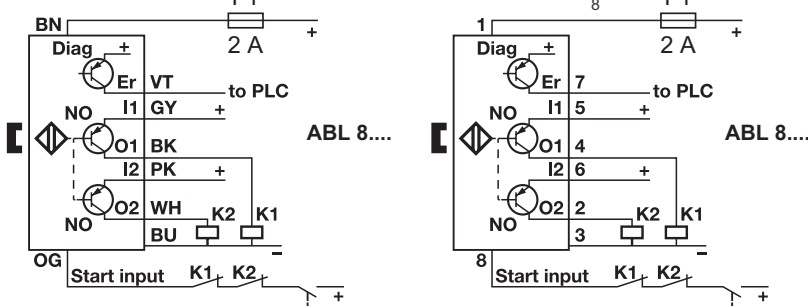 BN
2 A
+
Diag +
Er VT
to PLC
NO
I1 GY +
O1 BK
ABL 8....
I2 PK +
O2 WH
K2 K1
NO
BU
–
OG
Start input K1 K2
+
8
1
2 A
+
Diag +
Er 7
to PLC
NO
I1 5 +
O1 4
ABL 8....
I2 6 +
O2 2
K2 K1
NO
3
–
8
Start input K1 K2
+